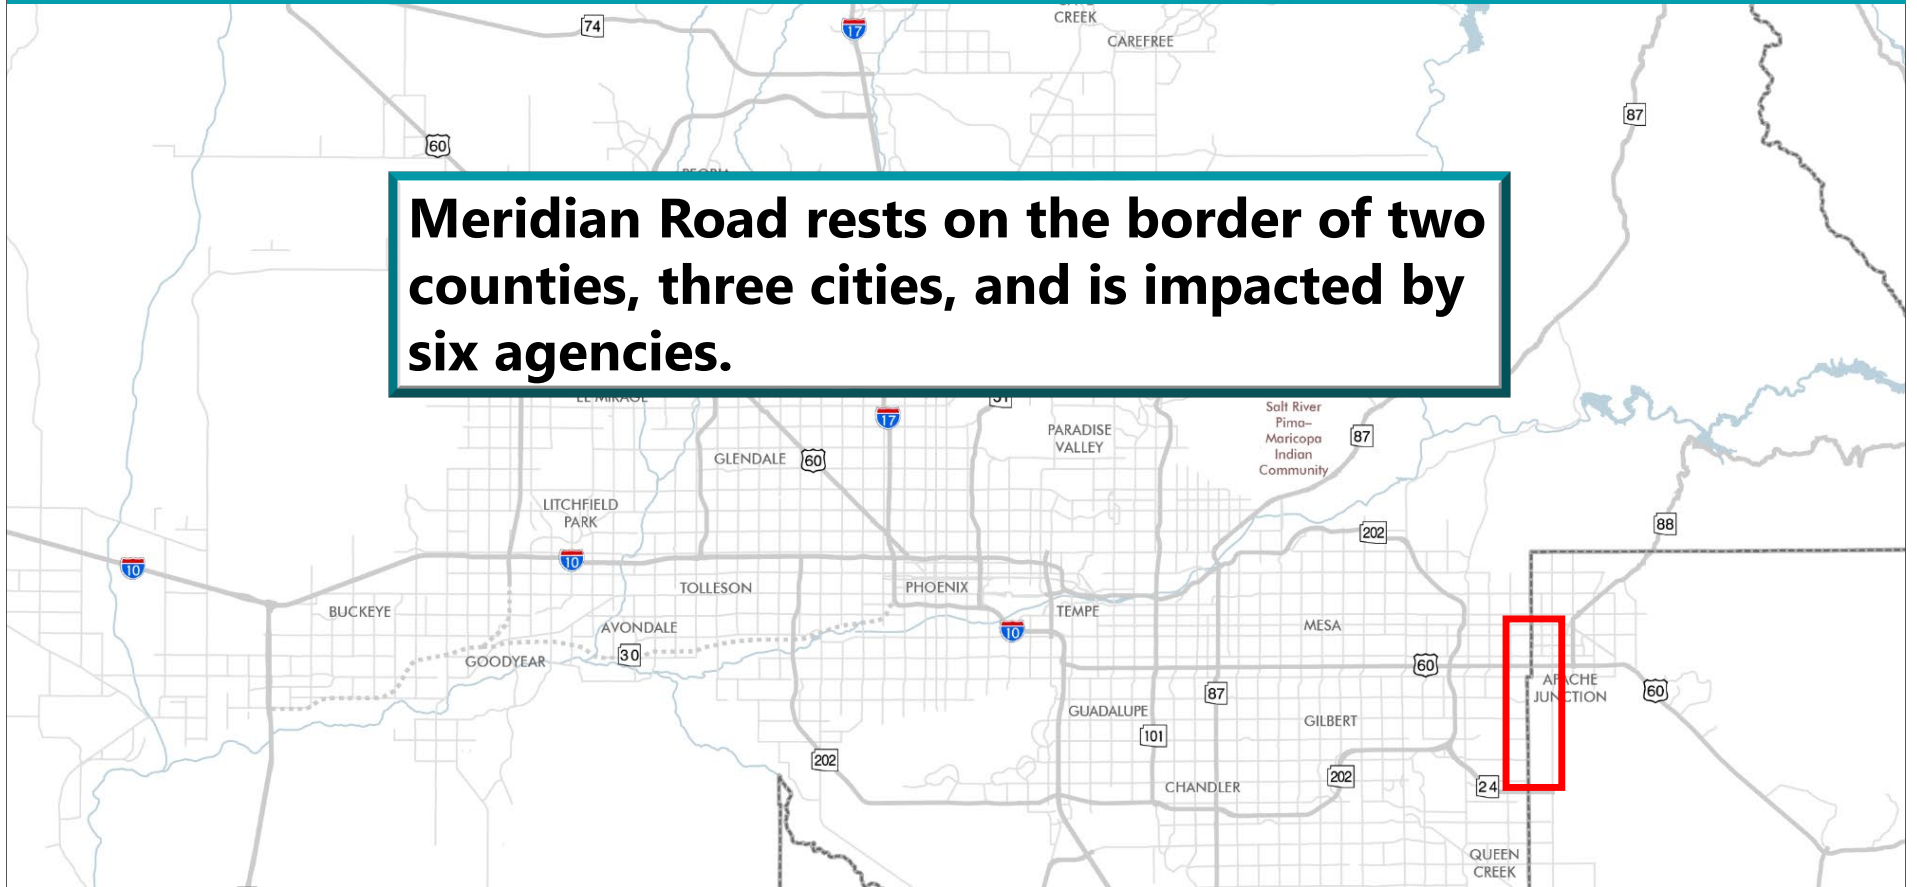 CREEK
CAREFREE
74
17
87
60
Meridian Road rests on the border of two
counties, three cities, and is impacted by
six agencies.
17
Salt River
Pima–
Maricopa
Indian
Community
87
PARADISE
VALLEY
GLENDALE
60
LITCHFIELD
PARK
88
202
10
10
TOLLESON
PHOENIX
BUCKEYE
TEMPE
AVONDALE
MESA
10
30
GOODYEAR
60
APACHE
JUNCTION
60
87
GUADALUPE
GILBERT
101
202
202
24
CHANDLER
QUEEN
CREEK